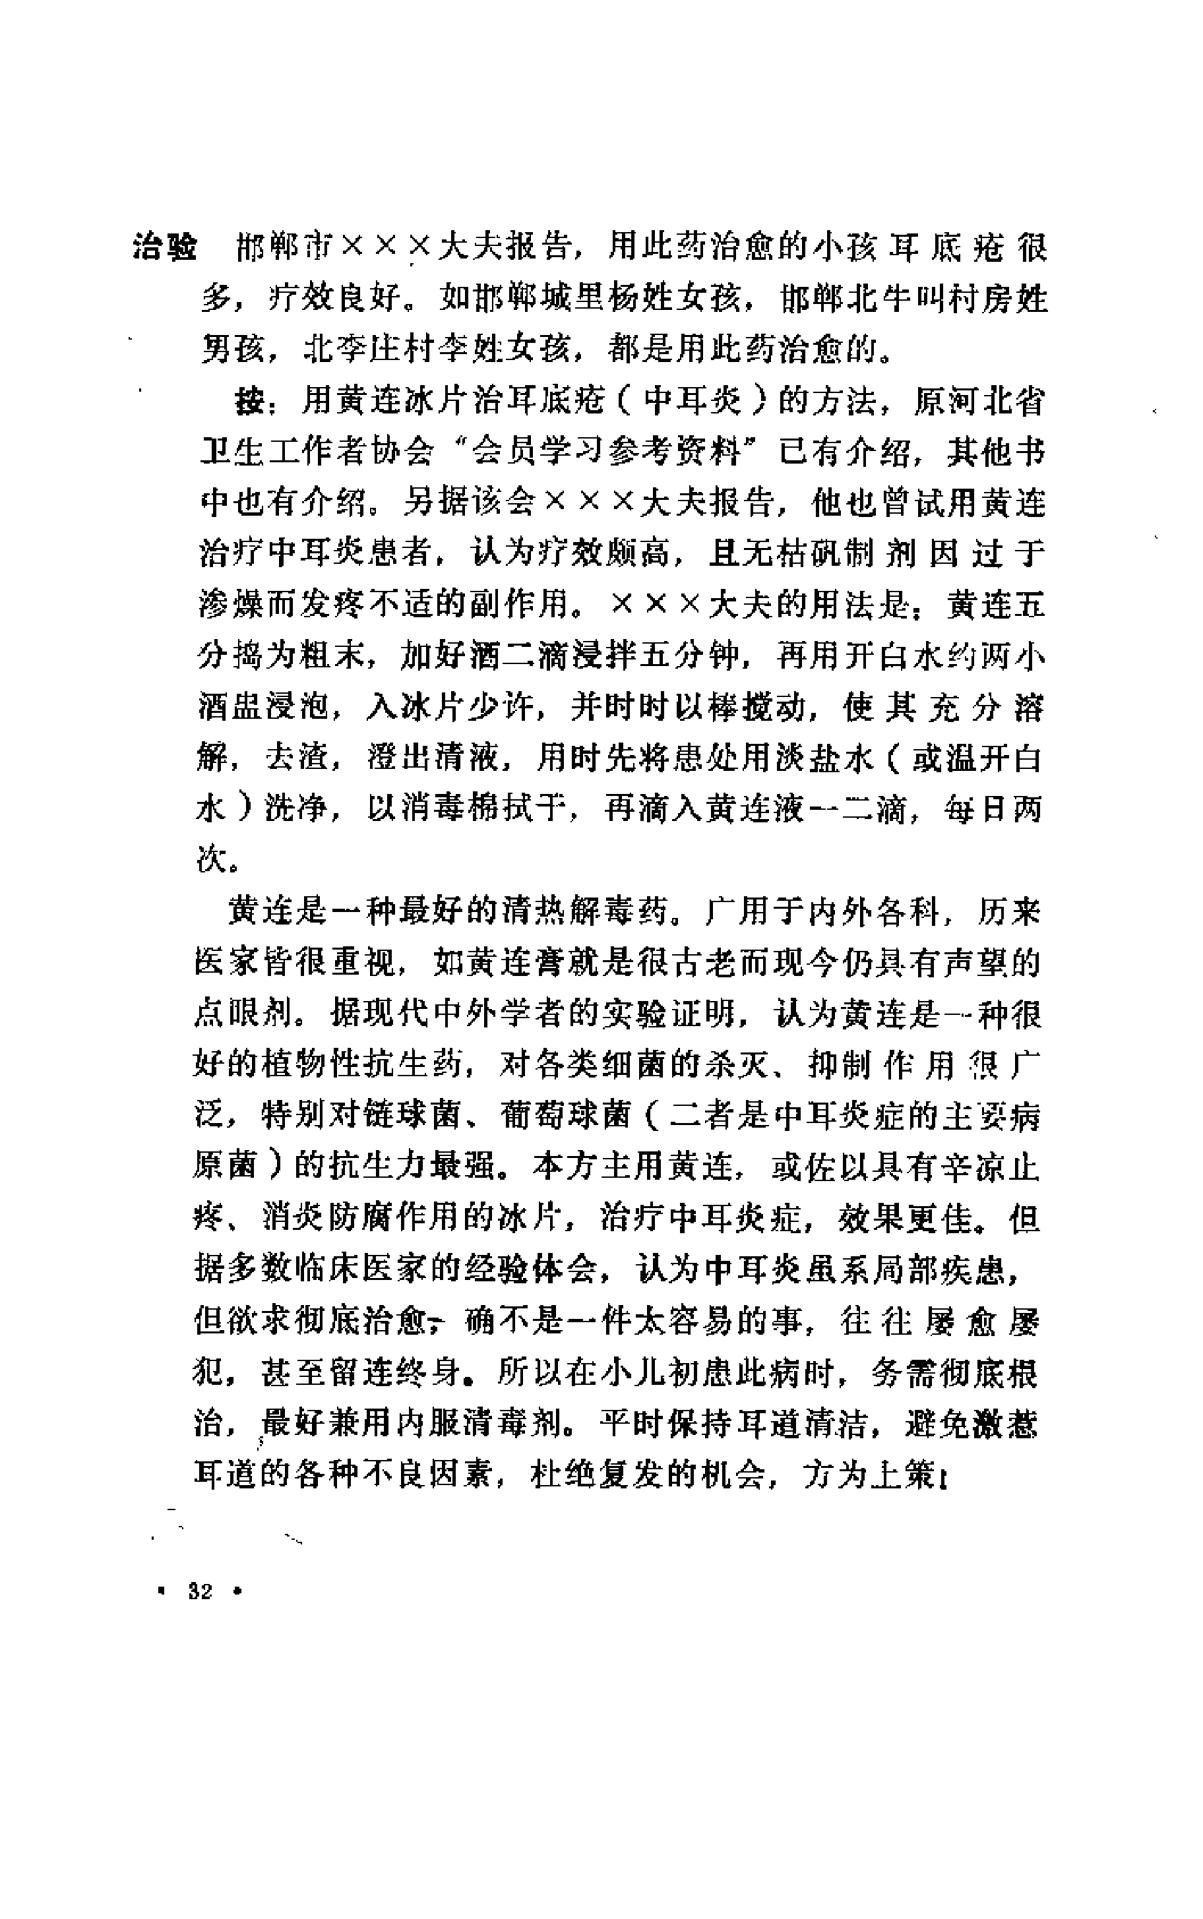 治验　邯郸市×××大夫报告，用此药治愈的小孩耳底疮很
多，疗效良好。如邯郸城里杨姓女孩，邯郸北牛叫村房姓
男孩，北李庄村李姓女孩，都是用此药治愈的。
按：用黄连冰片治耳底疮（中耳炎）的方法，原河北省
卫生工作者协会“会员学习参考资料”已有介绍，其他书
中也有介绍。另据该会×××大夫报告，他也曾试用黄连
治疗中耳炎患者，认为疗效颇高，且无枯矾制剂因过于
渗燥而发疼不适的副作用。×××大夫的用法是：黄连五
分捣为粗末，加好酒二滴浸拌五分钟，再用开白水约两小
酒盅浸泡，入冰片少许，并时时以棒搅动，使其充分溶
解，去渣，澄出清液，用时先将患处用淡盐水（或温开白
水）洗净，以消毒棉拭干，再滴入黄连液一二滴，每日两
次。
黄连是一种最好的清热解毒药。广用于内外各科，历来
医家皆很重视，如黄连膏就是很古老而现今仍具有声望的
点眼剂。据现代中外学者的实验证明，认为黄连是一种很
好的植物性抗生药，对各类细菌的杀灭、抑制作用很广
泛，特别对链球菌、葡萄球菌（二者是中耳炎症的主要病
原菌）的抗生力最强。本方主用黄连，或佐以具有辛凉止
疼、消炎防腐作用的冰片，治疗中耳炎症，效果更佳。但
据多数临床医家的经验体会，认为中耳炎虽系局部疾患，
但欲求彻底治愈，确不是一件太容易的事，往往屡愈屡
犯，甚至留连终身。所以在小儿初患此病时，务需彻底根
治，最好兼用内服清毒剂。平时保持耳道清洁，避免激惹
耳道的各种不良因素，杜绝复发的机会，方为上策！
· 32 ·